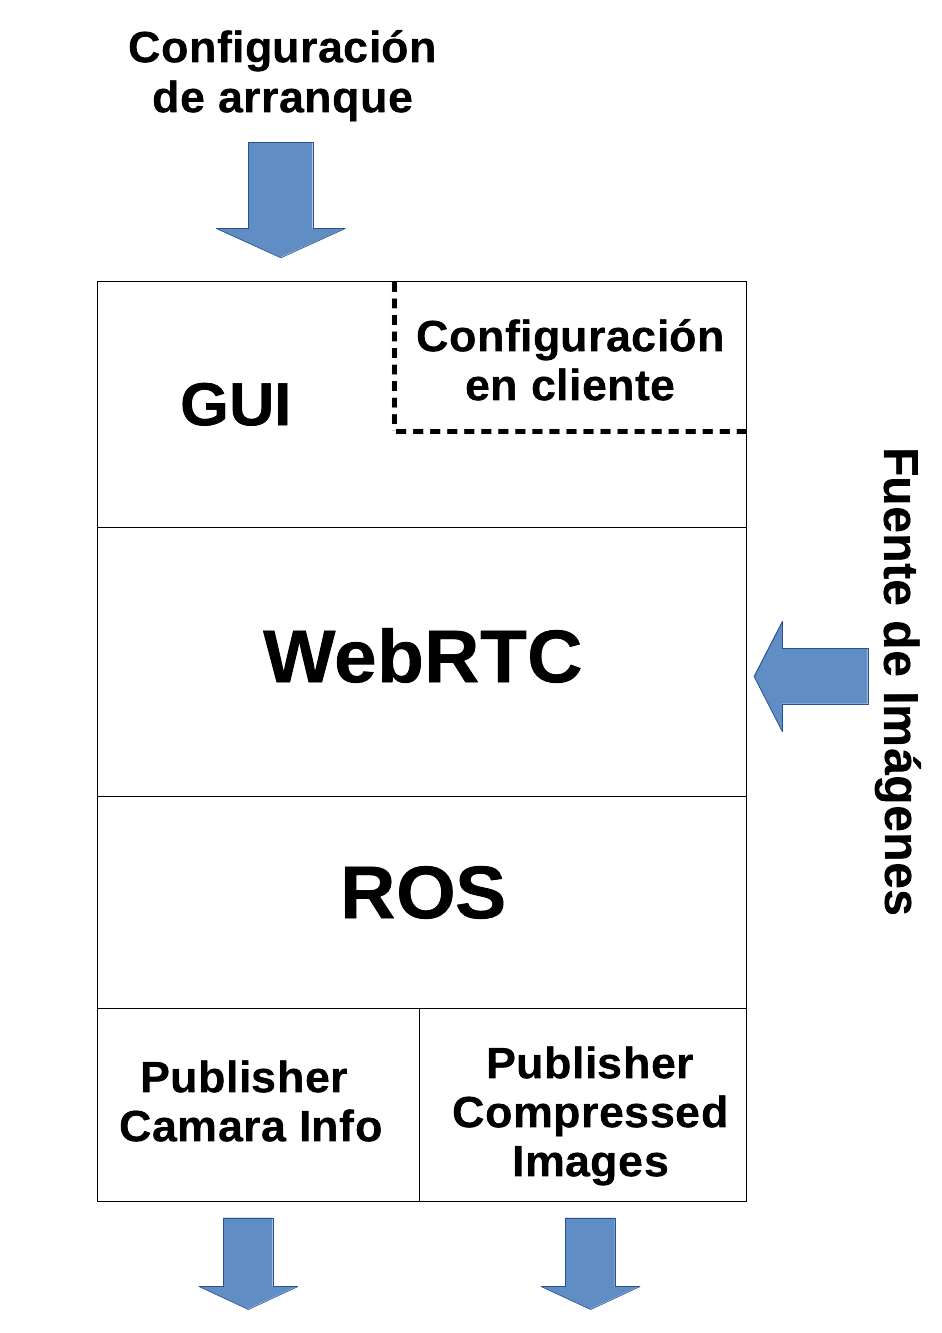 Configuración
de arranque
Configuración
en cliente
GUI
Fuente de Imágenes
WebRTC
ROS
Publisher
Camara Info
Publisher
Compressed
Images